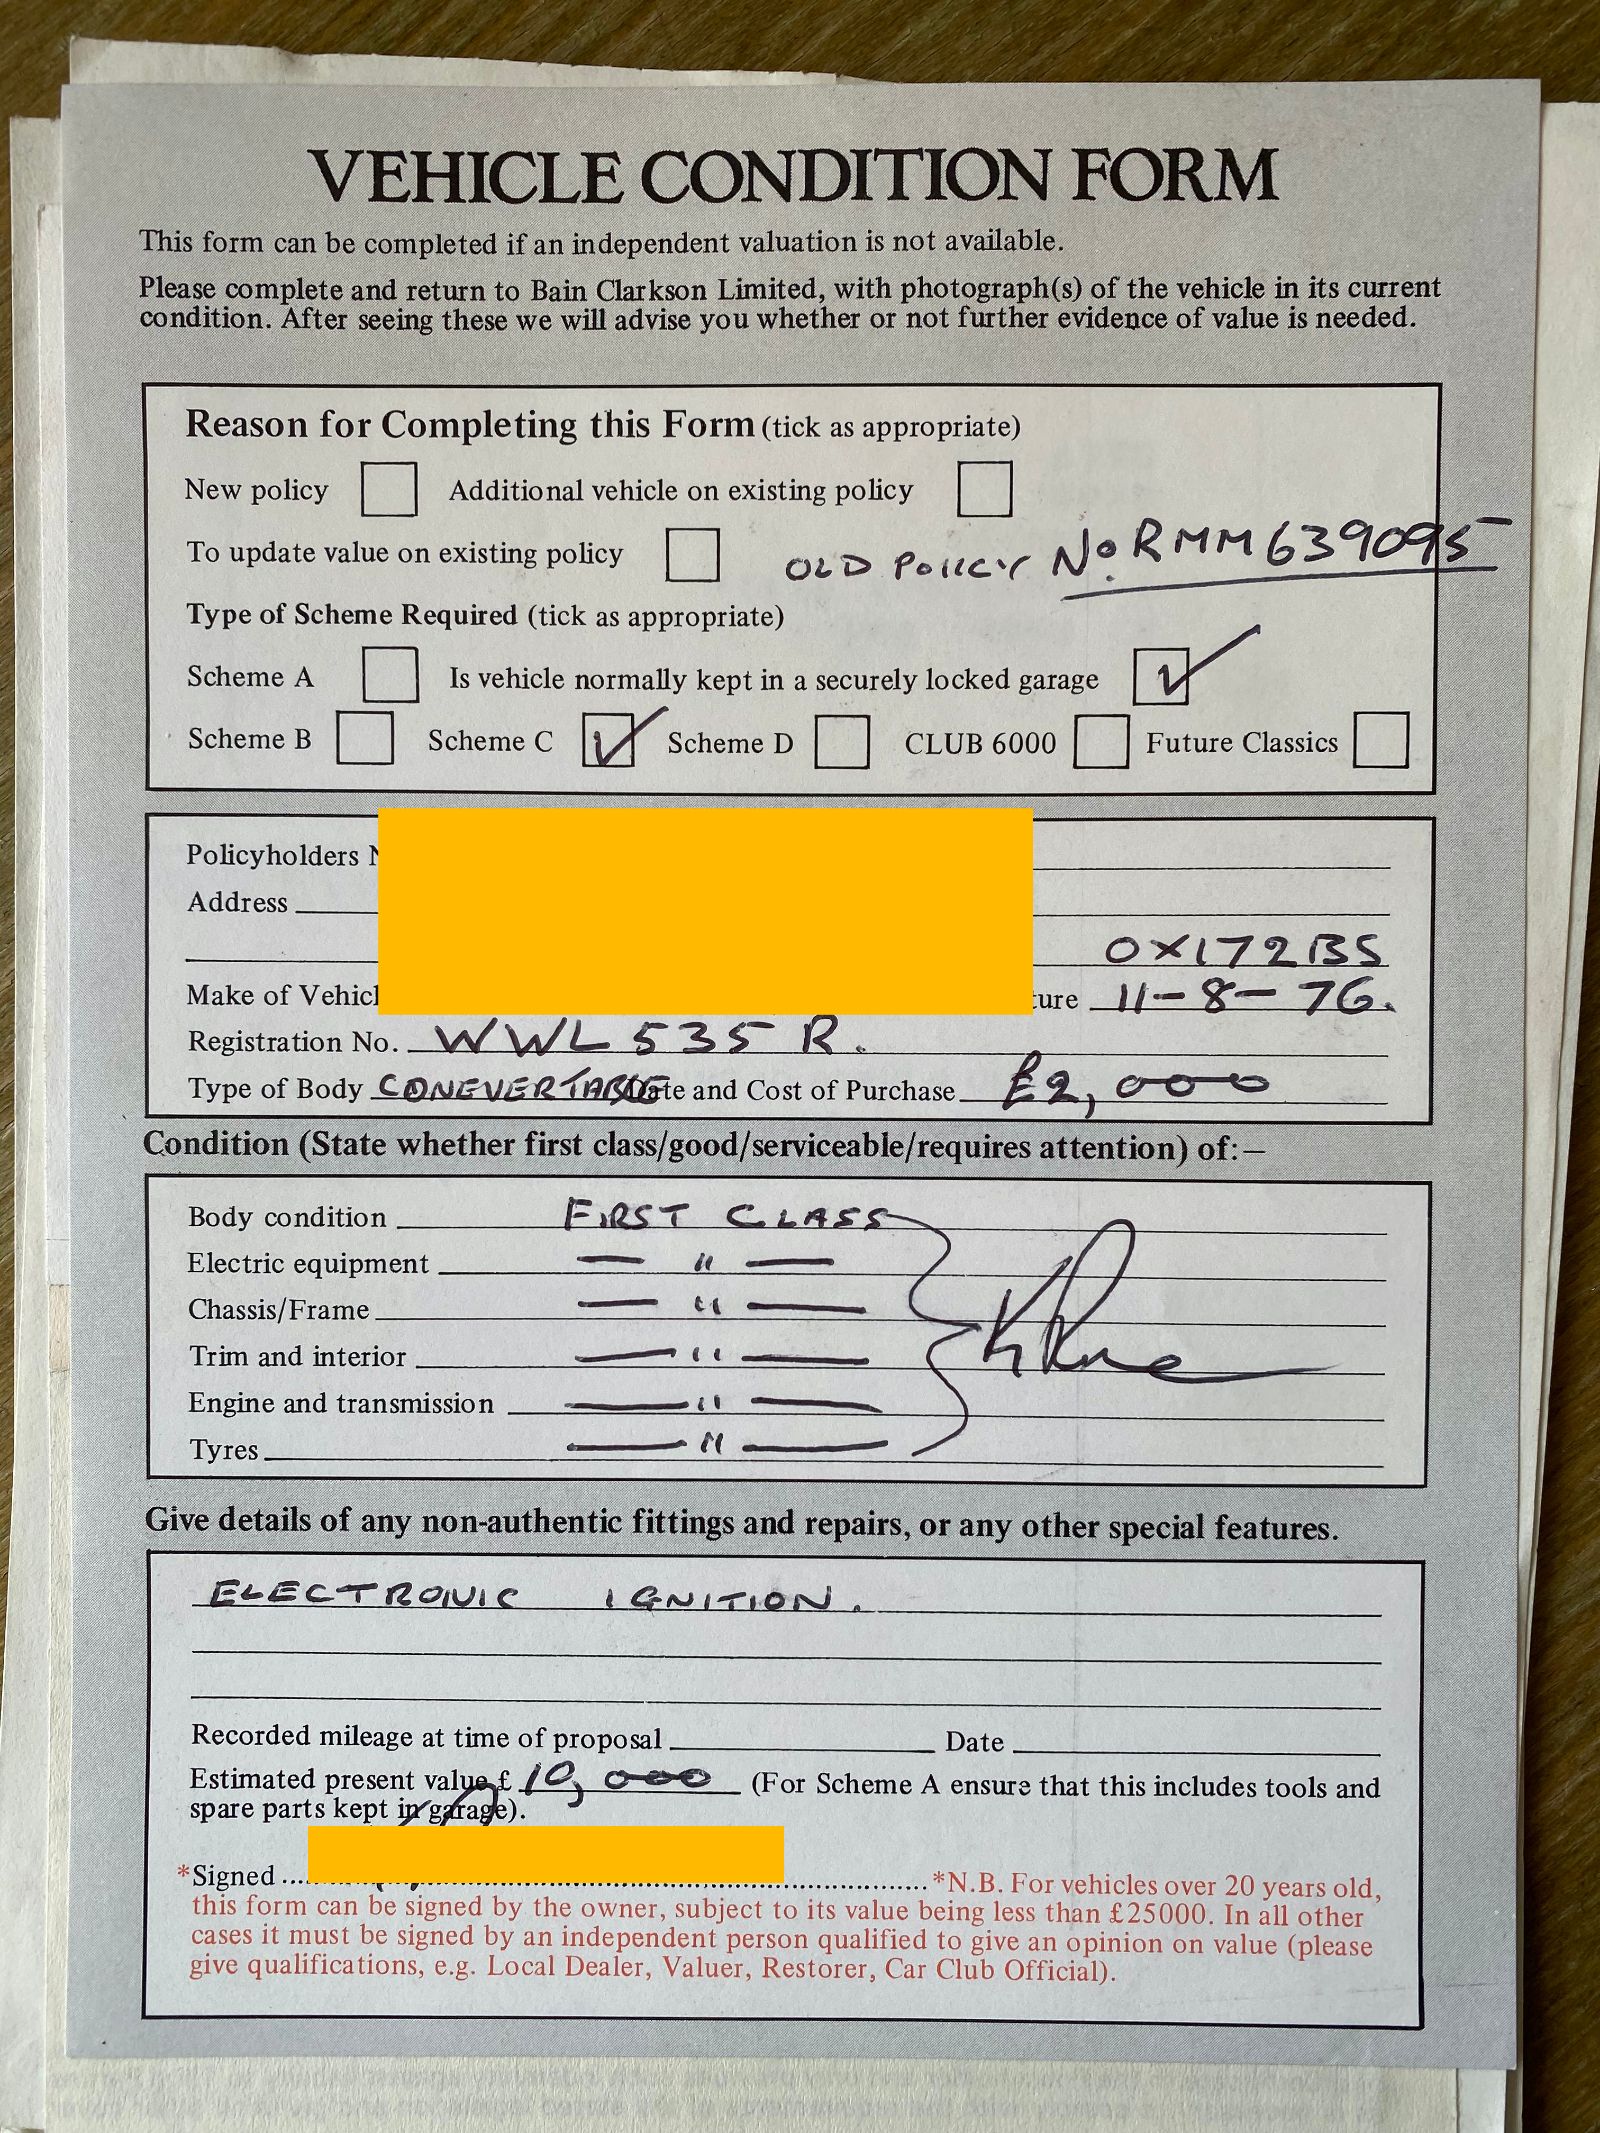 VEHICLE CONDITION FORM
This form can be completed if an independent valuation is not available.
Please complete and return to Bain Clarkson Limited, with photograph(s) of the vehicle in its current
condition. After seeing these we will advise you whether or not further evidence of value is needed.
Reason for Completing this Form (tick as appropriate)
New policy Additional vehicle on existing policy
To update value on existing policy OLD POLICY No. RMM639095
Type of Scheme Required (tick as appropriate)
Scheme A Is vehicle normally kept in a securely locked garage ✓
Scheme B Scheme C ✓ Scheme D CLUB 6000 Future Classics
Policyholders
Address
OX172BS
Make of 11-8-76.
Registration No. WWL 535 R.
Type of Body CONEVERTABLE Date and Cost of Purchase £2,000
Condition (State whether first class/good/serviceable/requires attention) of:—
Body condition FIRST CLASS
Electric equipment — " —
Chassis/Frame — " —
Trim and interior — " —
Engine and transmission — " —
Tyres — " —
Give details of any non-authentic fittings and repairs, or any other special features.
ELECTRONIC IGNITION.
Recorded mileage at time of proposal Date
Estimated present value £ 10,000 (For Scheme A ensure that this includes tools and
spare parts kept in garage).
*Signed *N.B. For vehicles over 20 years old,
this form can be signed by the owner, subject to its value being less than £25000. In all other
cases it must be signed by an independent person qualified to give an opinion on value (please
give qualifications, e.g. Local Dealer, Valuer, Restorer, Car Club Official).